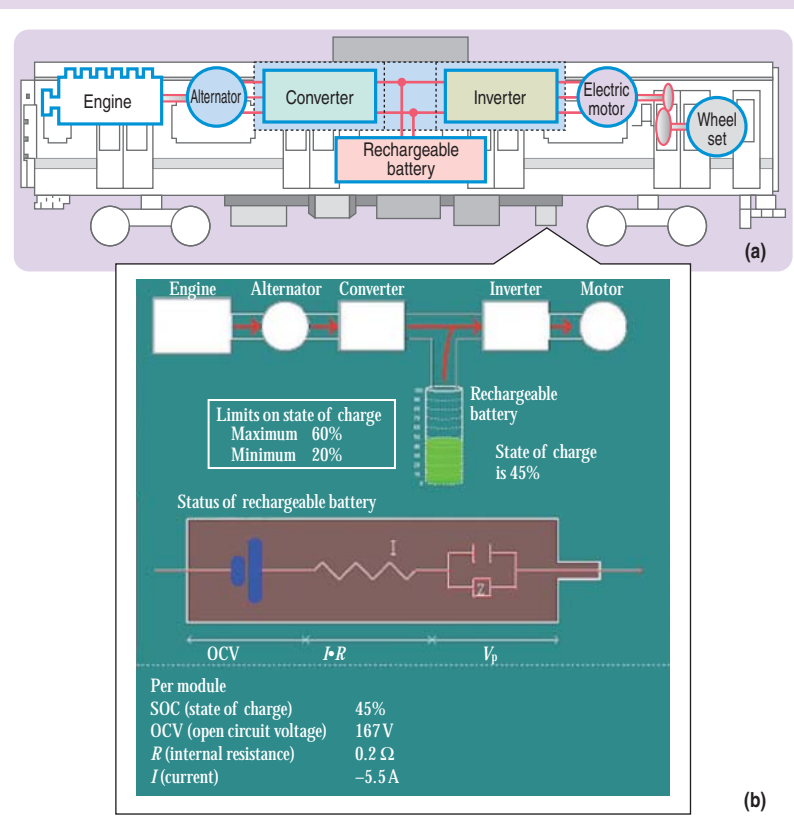 Engine
Alternator
Converter
Inverter
Electric
motor
Wheel
set
Rechargeable
battery
(a)
Engine Alternator Converter Inverter Motor
Rechargeable
battery
Limits on state of charge
Maximum 60%
Minimum 20%
State of charge
is 45%
Status of rechargeable battery
I
Z
OCV I•R Vp
Per module
SOC (state of charge) 45%
OCV (open circuit voltage) 167 V
R (internal resistance) 0.2 Ω
I (current) –5.5 A
(b)